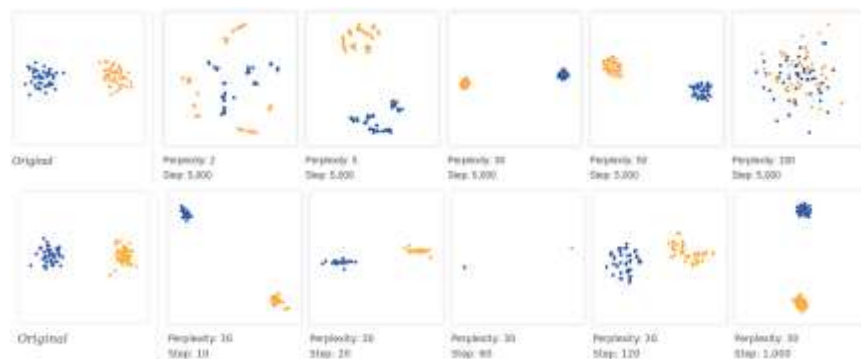 Original
Perplexity: 2
Step: 5,000
Perplexity: 5
Step: 5,000
Perplexity: 30
Step: 5,000
Perplexity: 50
Step: 5,000
Perplexity: 100
Step: 5,000
Original
Perplexity: 30
Step: 10
Perplexity: 30
Step: 20
Perplexity: 30
Step: 60
Perplexity: 30
Step: 120
Perplexity: 30
Step: 1,000